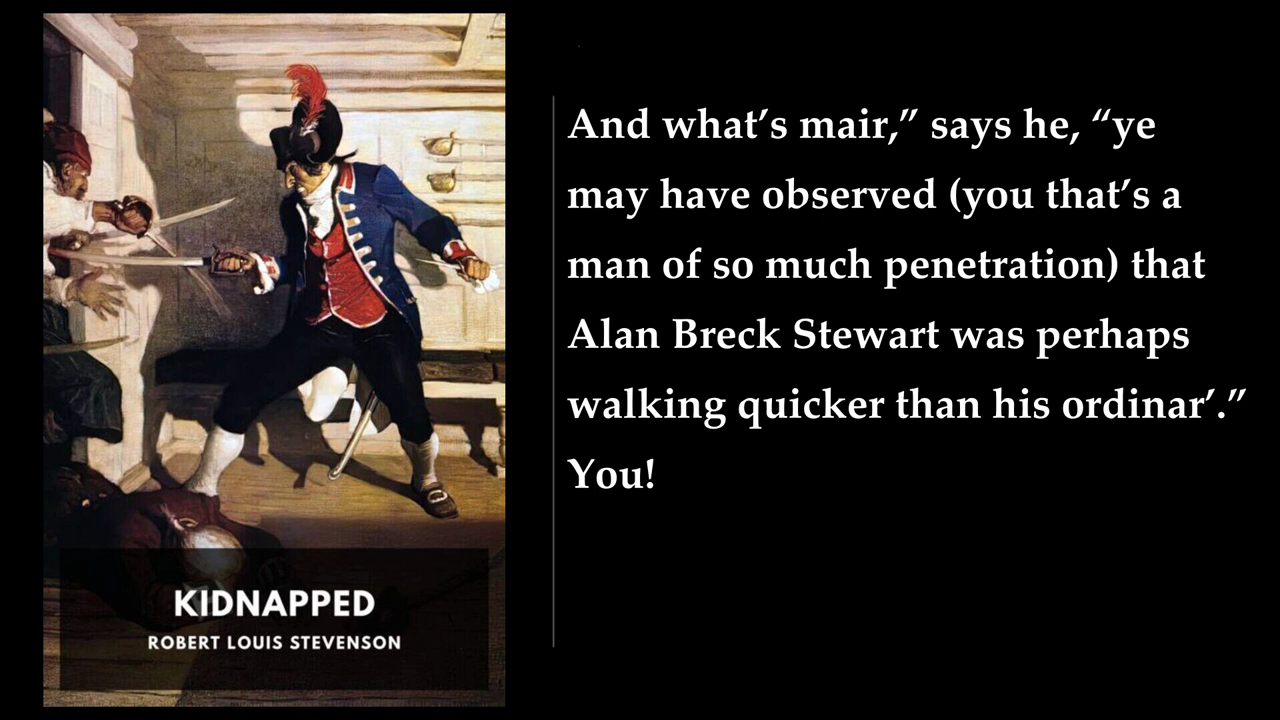 KIDNAPPED
ROBERT LOUIS STEVENSON
And what’s mair,” says he, “ye
may have observed (you that’s a
man of so much penetration) that
Alan Breck Stewart was perhaps
walking quicker than his ordinar’.”
You!